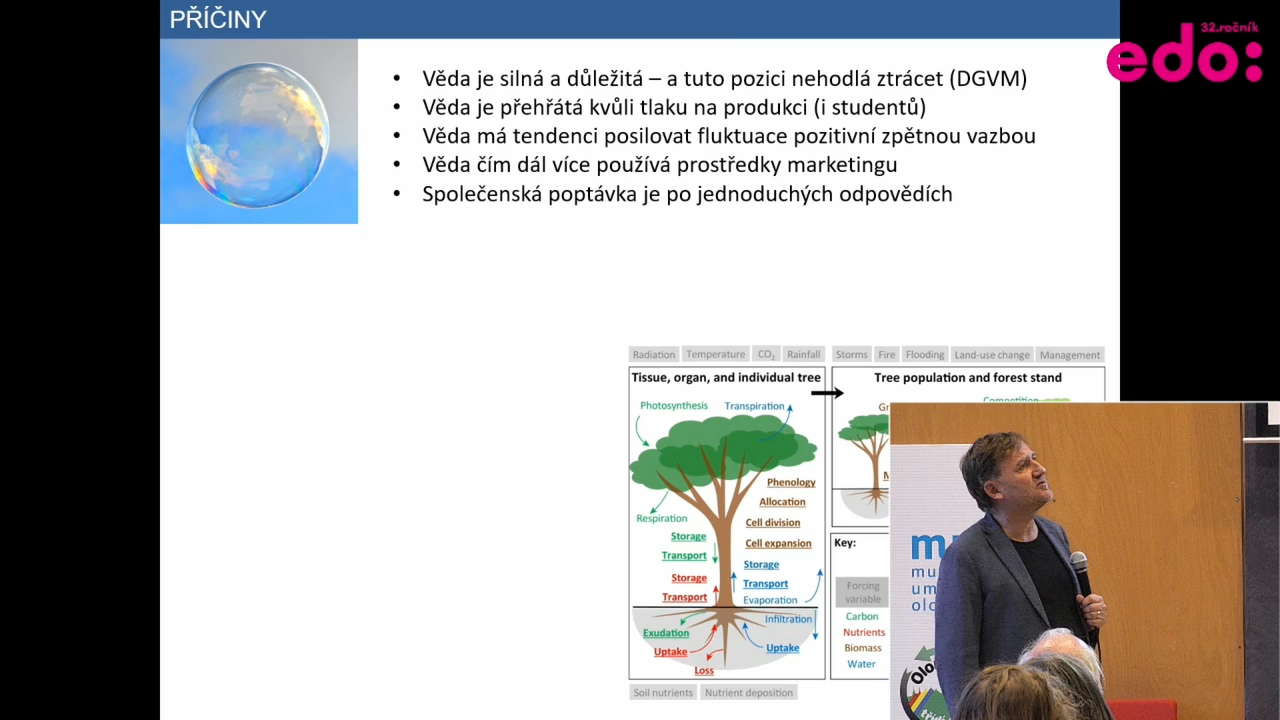 PŘÍČINY
32.ročník
edo:
• Věda je silná a důležitá – a tuto pozici nehodlá ztrácet (DGVM)
• Věda je přehřátá kvůli tlaku na produkci (i studentů)
• Věda má tendenci posilovat fluktuace pozitivní zpětnou vazbou
• Věda čím dál více používá prostředky marketingu
• Společenská poptávka je po jednoduchých odpovědích
Radiation Temperature CO₂ Rainfall
Storms Fire Flooding Land-use change Management
Tissue, organ, and individual tree
Tree population and forest stand
Photosynthesis
Transpiration
Competition
Phenology
Allocation
Respiration
Cell division
Storage
Cell expansion
Transport
Storage
Storage
Transport
Transport
Evaporation
Infiltration
Exudation
Uptake
Uptake
Loss
Key:
Forcing
variable
Carbon
Nutrients
Biomass
Water
Soil nutrients Nutrient deposition